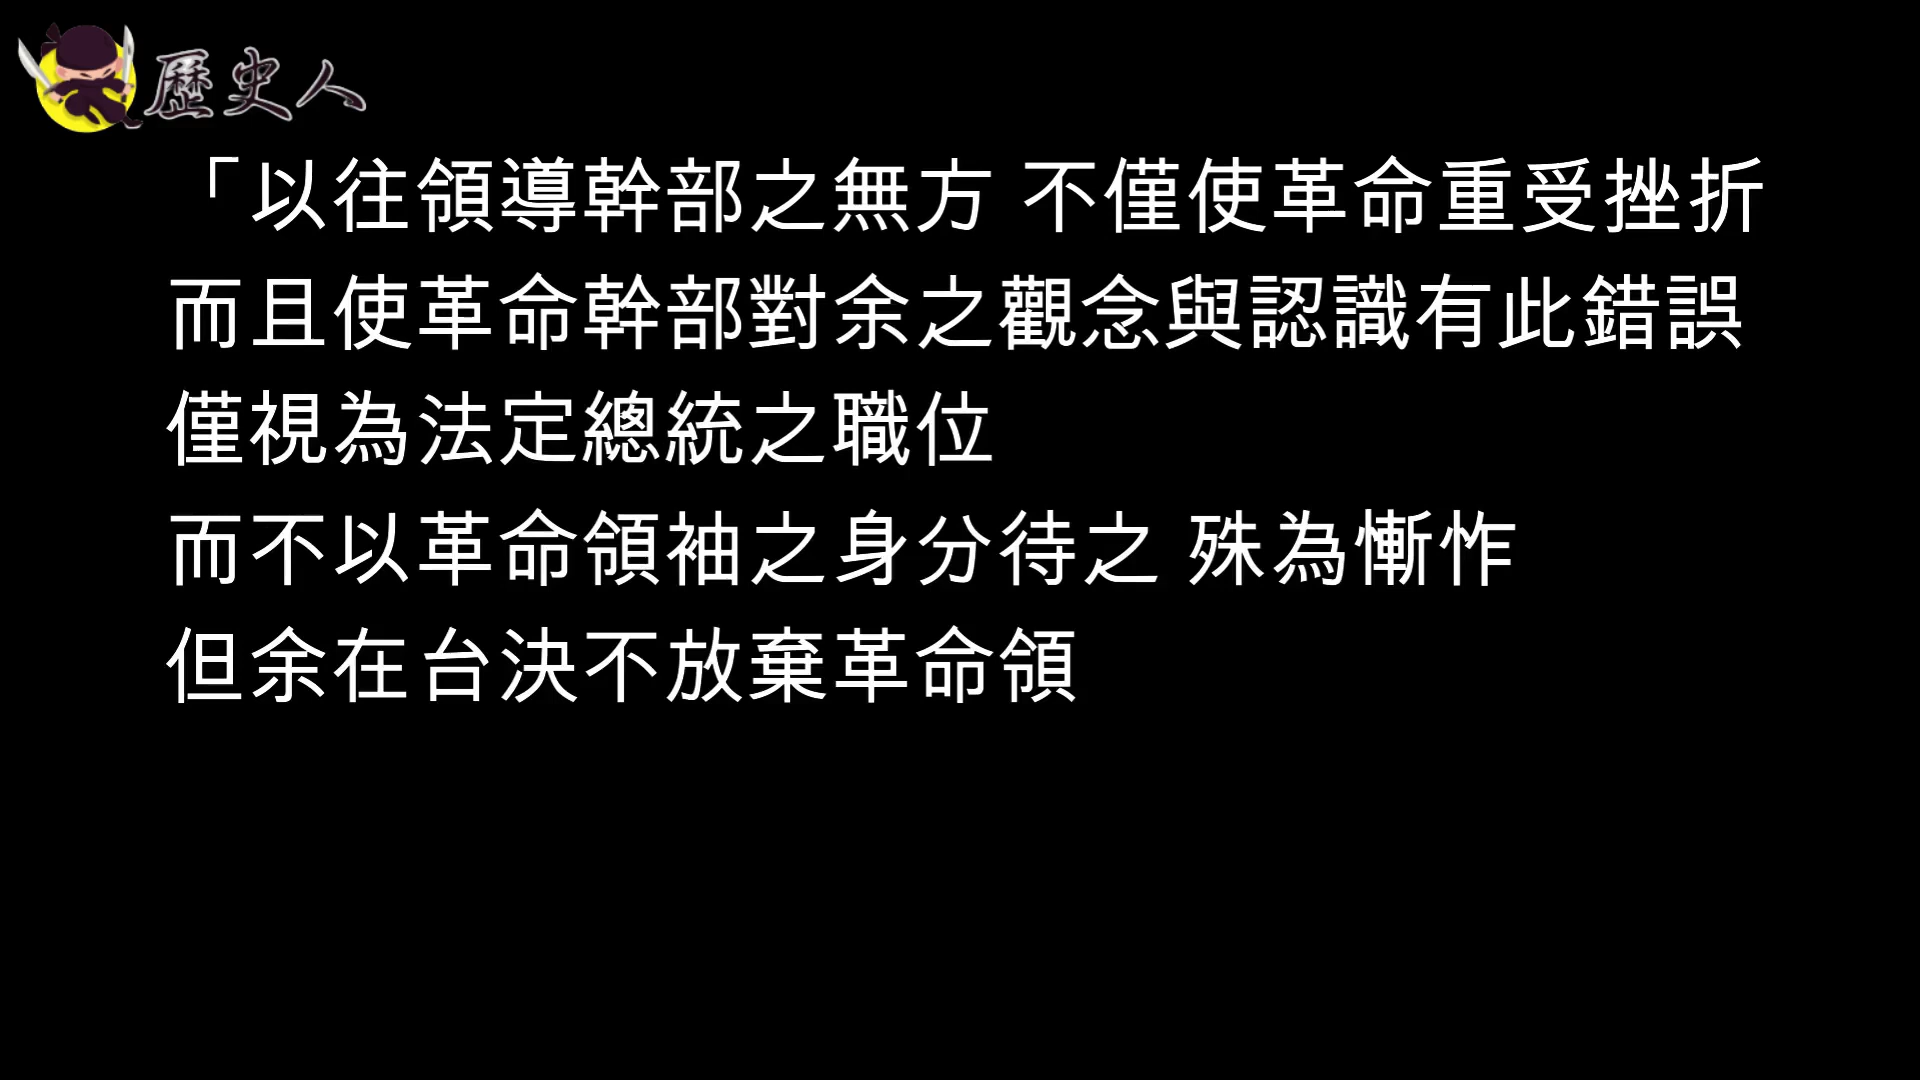 歷史人
「以往領導幹部之無方 不僅使革命重受挫折
而且使革命幹部對余之觀念與認識有此錯誤
僅視為法定總統之職位
而不以革命領袖之身分待之 殊為慚怍
但余在台決不放棄革命領